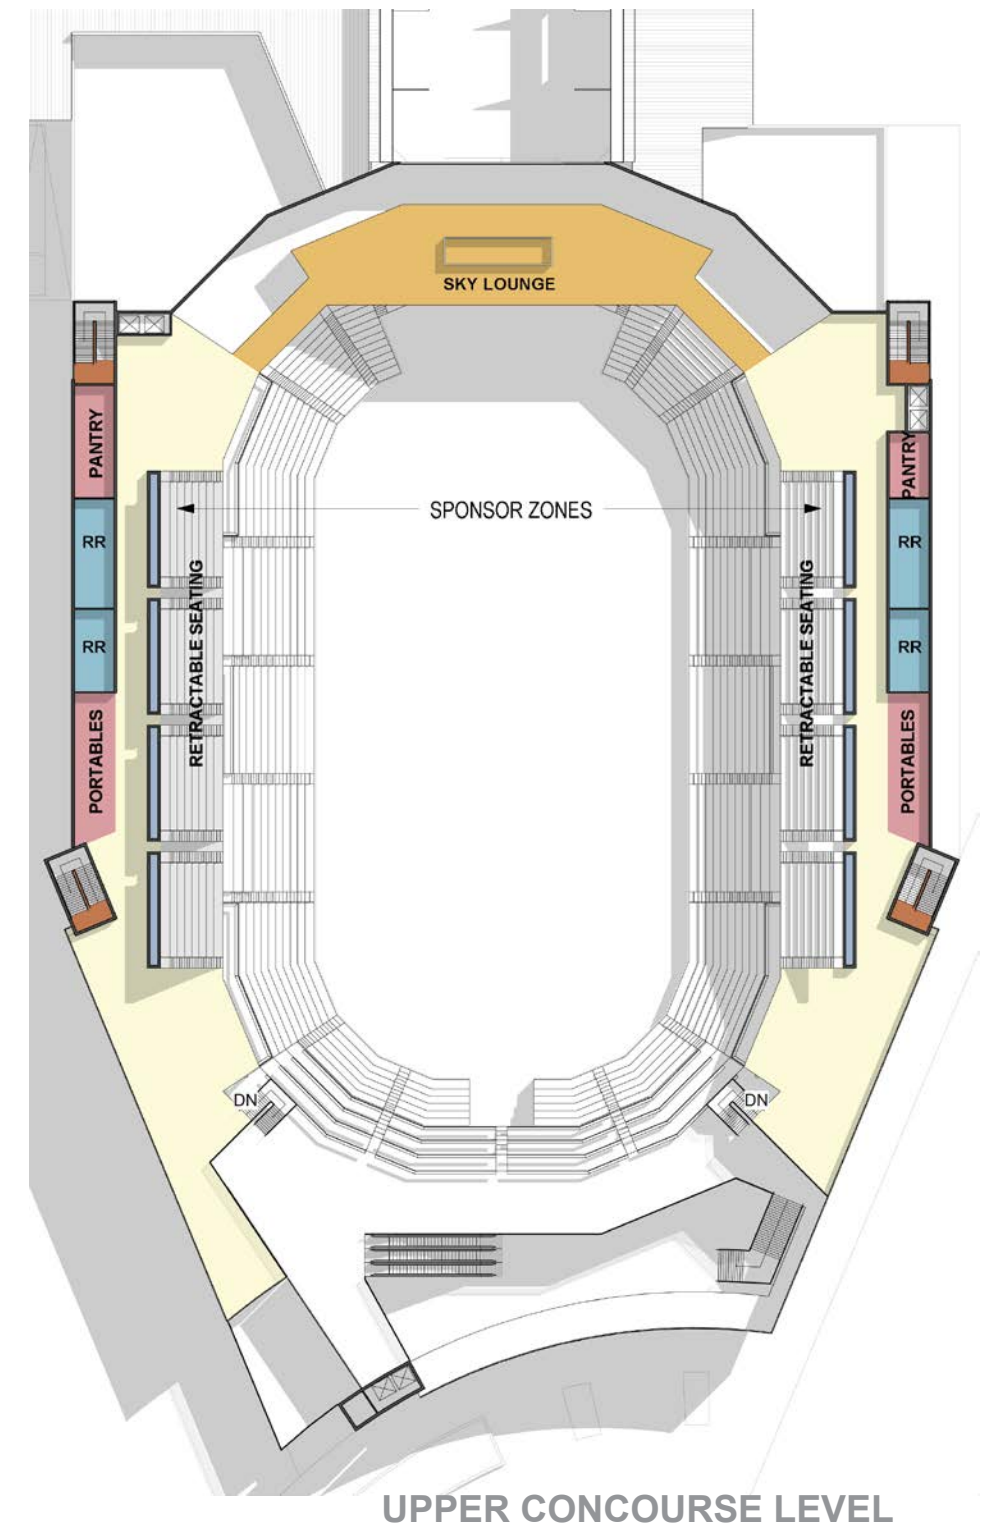 SKY LOUNGE
PANTRY
PANTRY
SPONSOR ZONES
RR
RR
RETRACTABLE SEATING
RETRACTABLE SEATING
RR
RR
PORTABLES
PORTABLES
DN
DN
UPPER CONCOURSE LEVEL